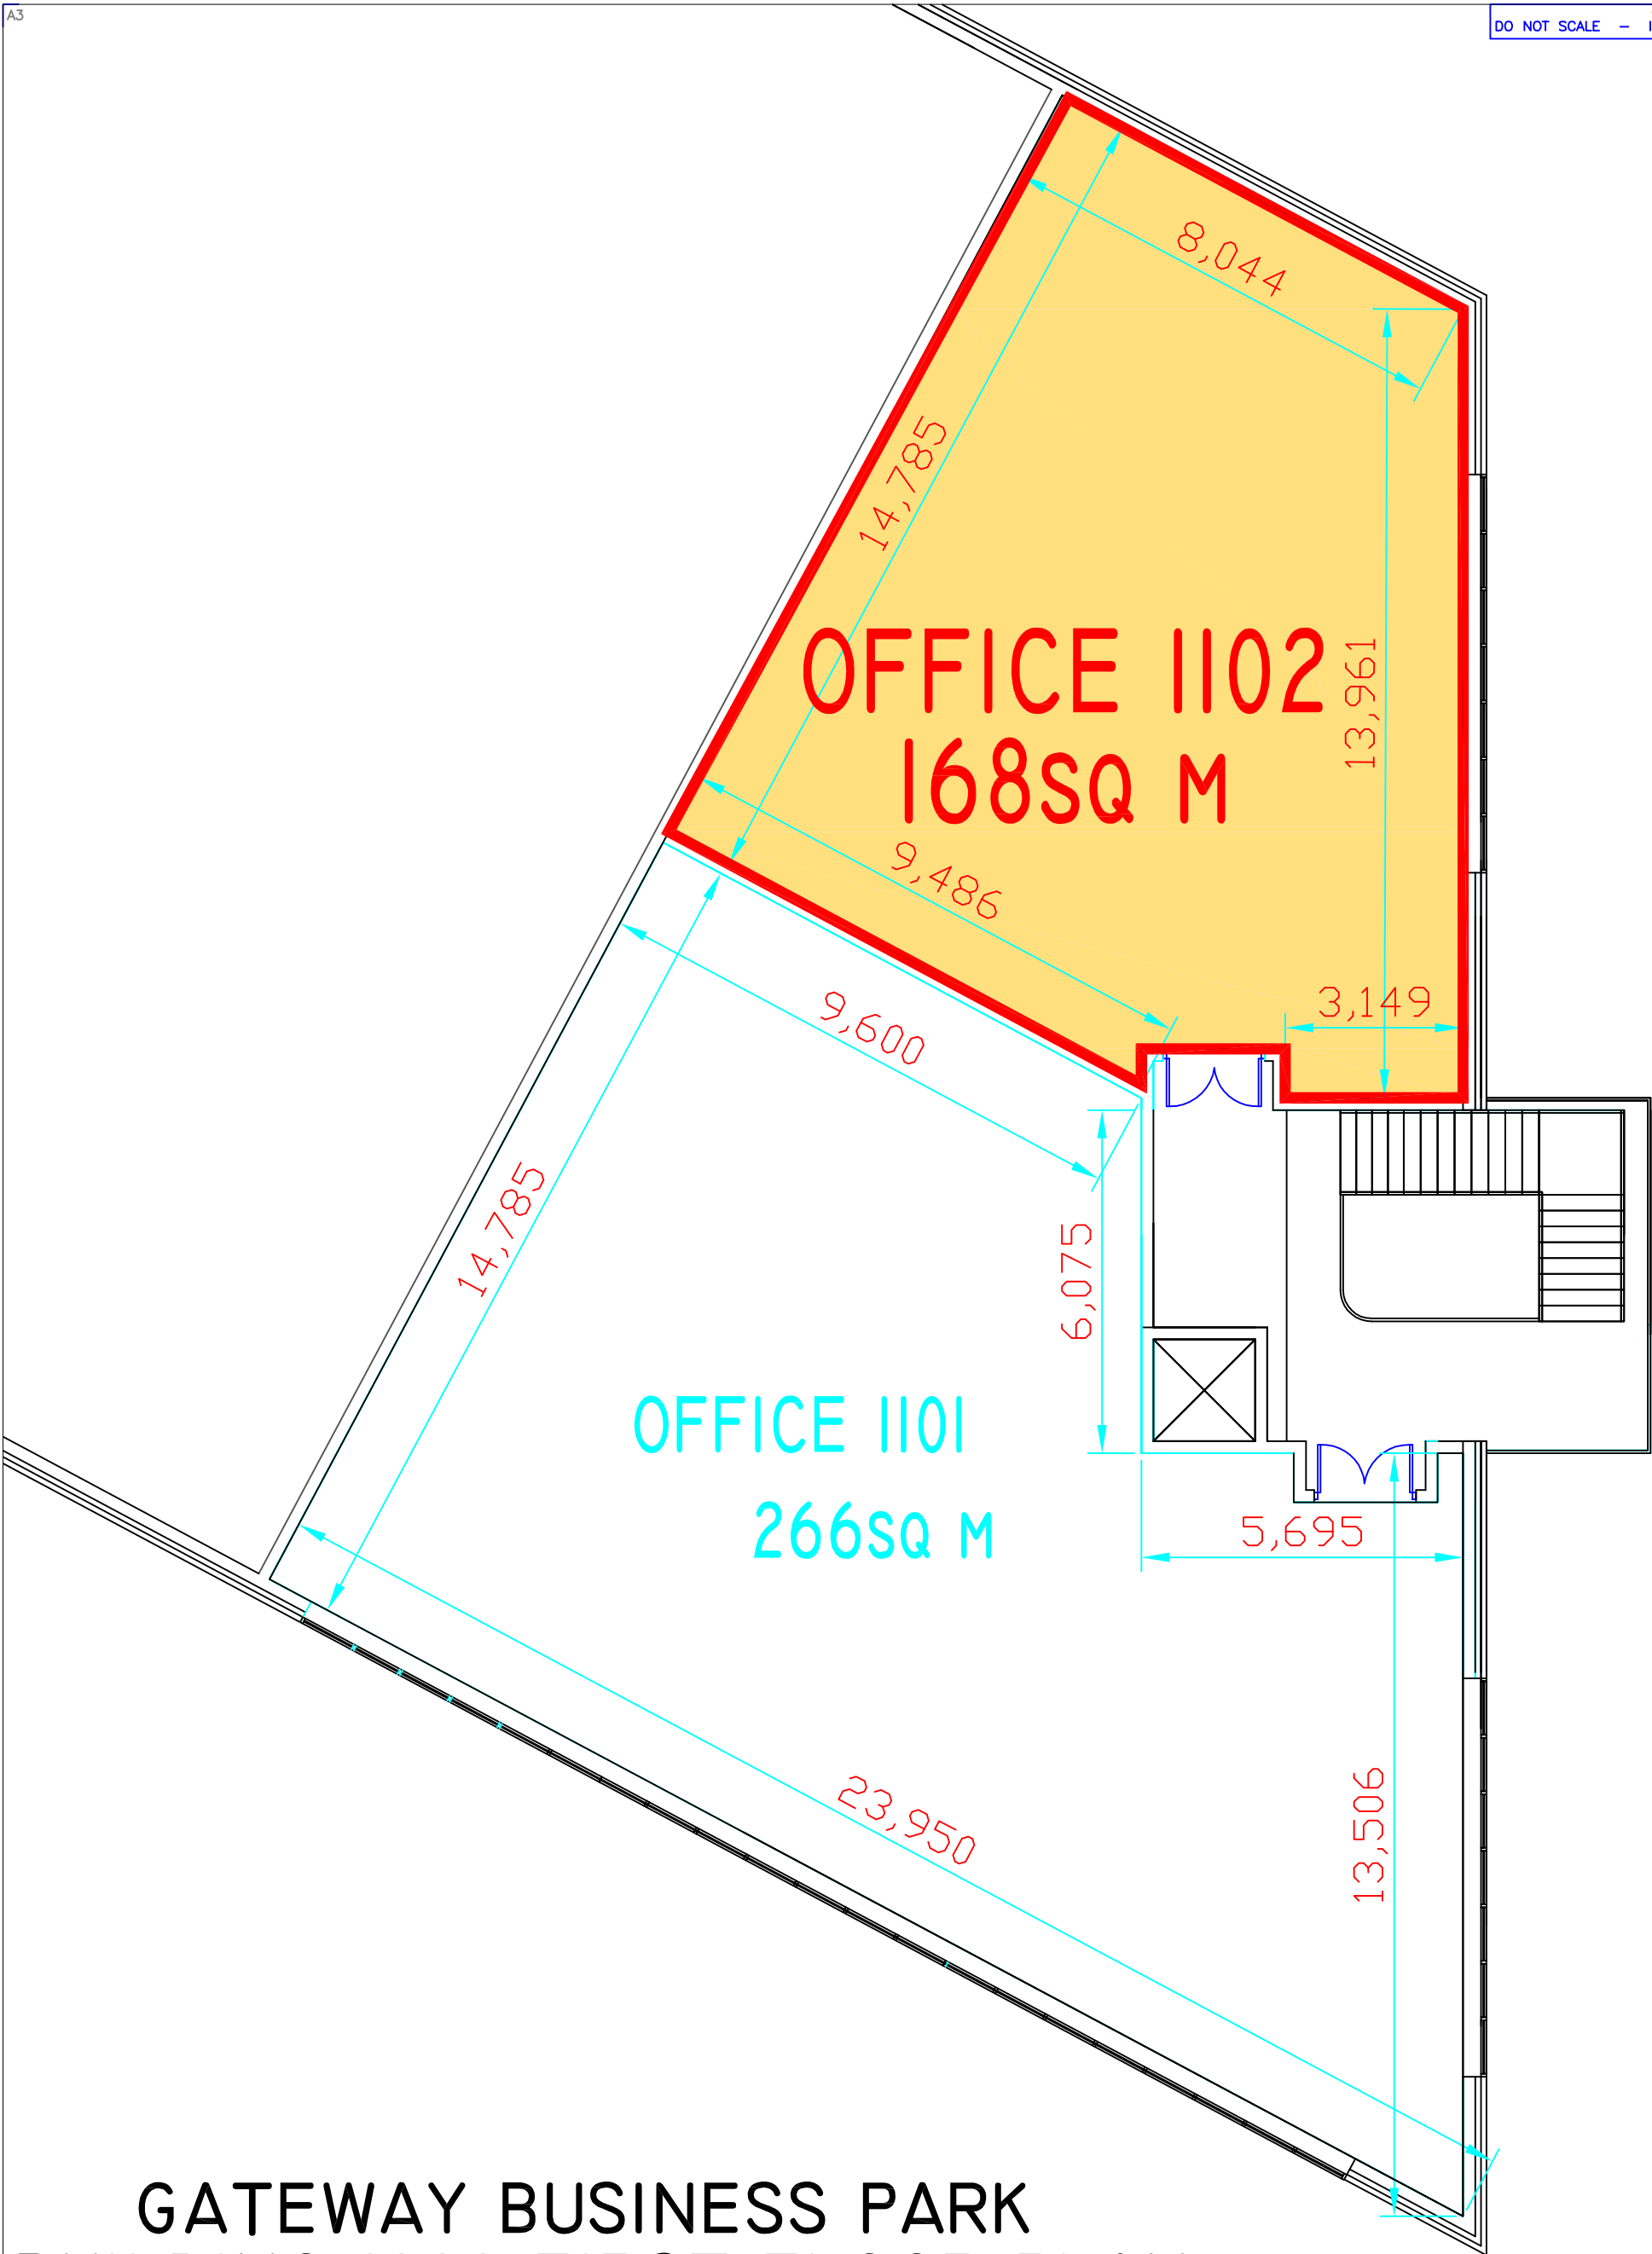 A3
DO NOT SCALE -
8,044
14,785
13,961
OFFICE 1102
168SQ M
9,486
3,149
9,600
14,785
6,075
OFFICE 1101
266SQ M
5,695
23,950
13,506
GATEWAY BUSINESS PARK